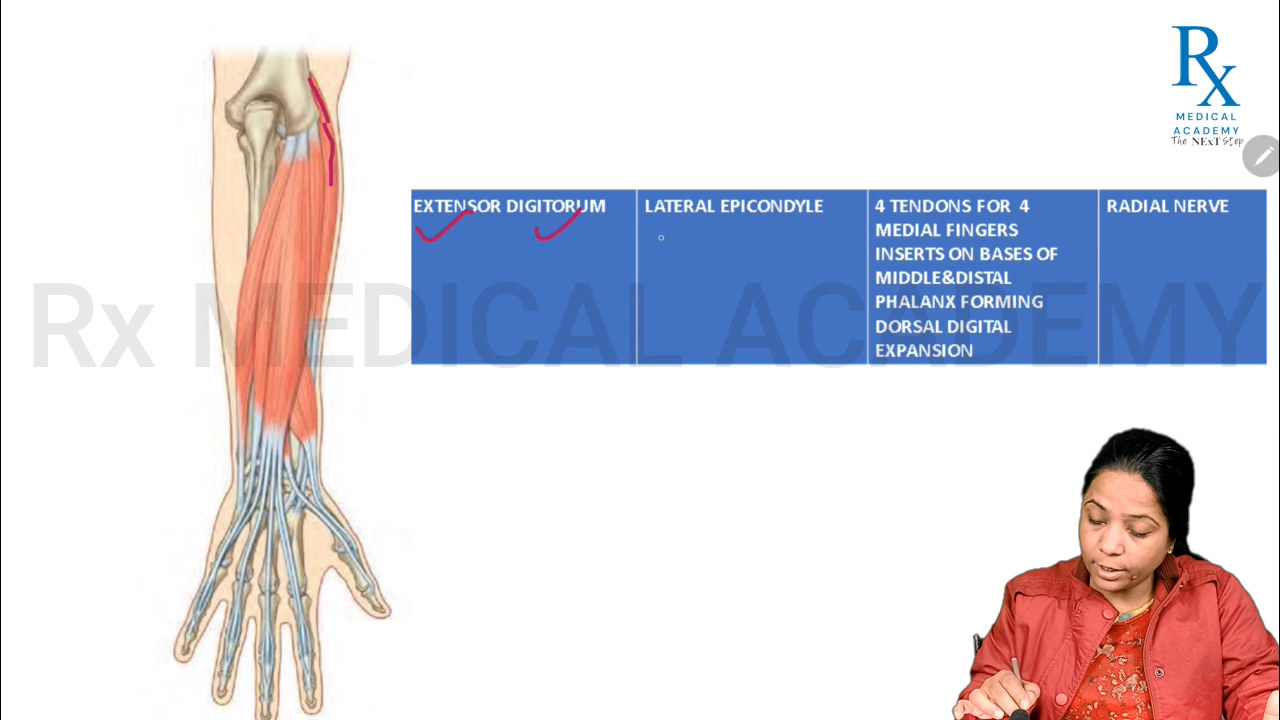 Rx
MEDICAL
ACADEMY
The NExT Step
EXTENSOR DIGITORUM
LATERAL EPICONDYLE
4 TENDONS FOR 4
MEDIAL FINGERS
INSERTS ON BASES OF
MIDDLE&DISTAL
PHALANX FORMING
DORSAL DIGITAL
EXPANSION
RADIAL NERVE
Rx MEDICAL ACADEMY